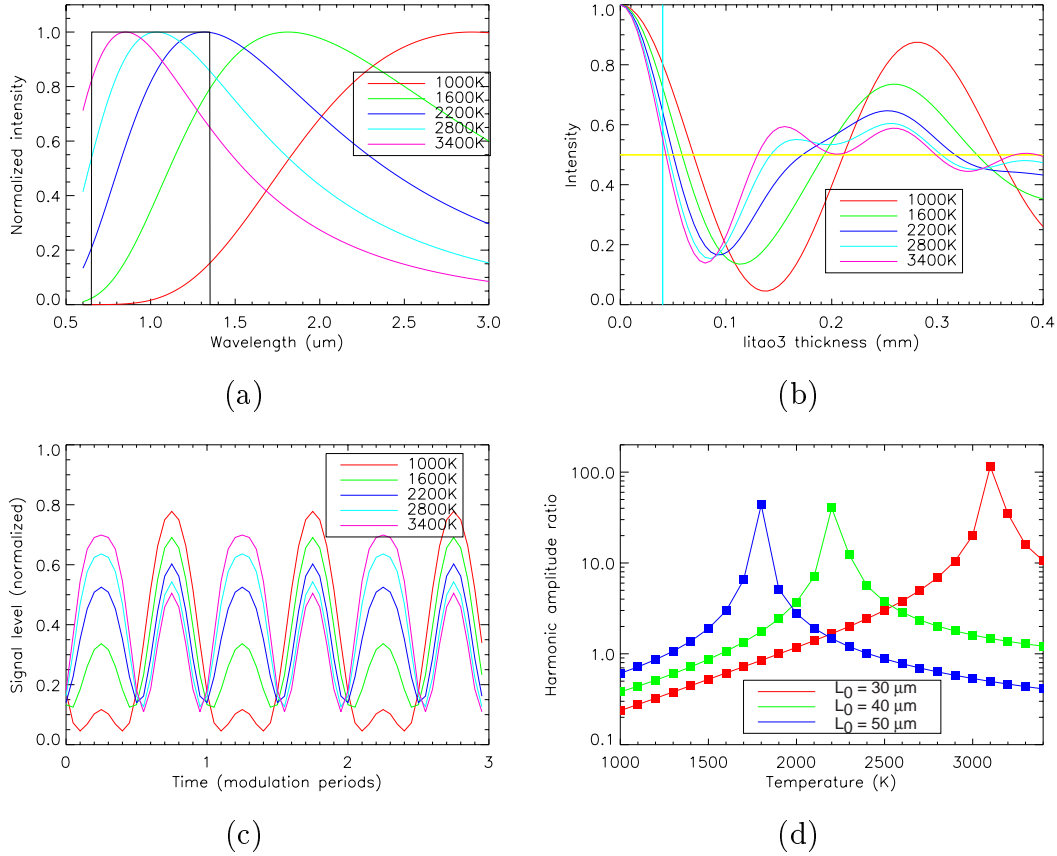 1.0
0.8
0.6
0.4
0.2
0.0
Normalized intensity
0.5
1.0
1.5
2.0
2.5
3.0
Wavelength (um)
1000K
1600K
2200K
2800K
3400K
(a)
1.0
0.8
0.6
0.4
0.2
0.0
Intensity
0.0
0.1
0.2
0.3
0.4
litao3 thickness (mm)
1000K
1600K
2200K
2800K
3400K
(b)
1.0
0.8
0.6
0.4
0.2
0.0
Signal level (normalized)
0
1
2
3
Time (modulation periods)
1000K
1600K
2200K
2800K
3400K
(c)
100.0
10.0
1.0
0.1
Harmonic amplitude ratio
1000
1500
2000
2500
3000
Temperature (K)
L0 = 30 μm
L0 = 40 μm
L0 = 50 μm
(d)